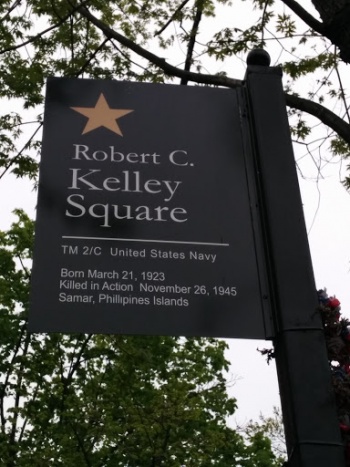 Robert C.
Kelley
Square
TM 2/C United States Navy
Born March 21, 1923
Killed in Action November 26, 1945
Samar, Phillipines Islands